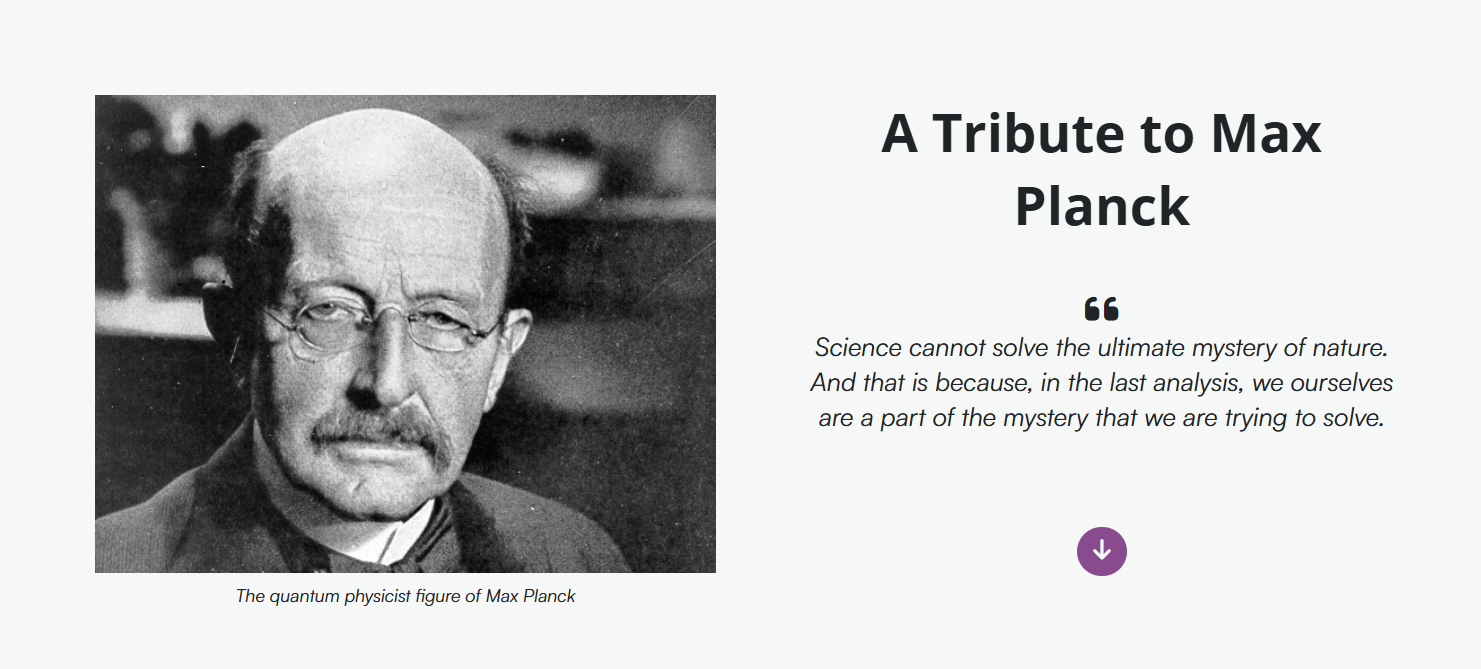 A Tribute to Max
Planck
❝
Science cannot solve the ultimate mystery of nature.
And that is because, in the last analysis, we ourselves
are a part of the mystery that we are trying to solve.
The quantum physicist figure of Max Planck